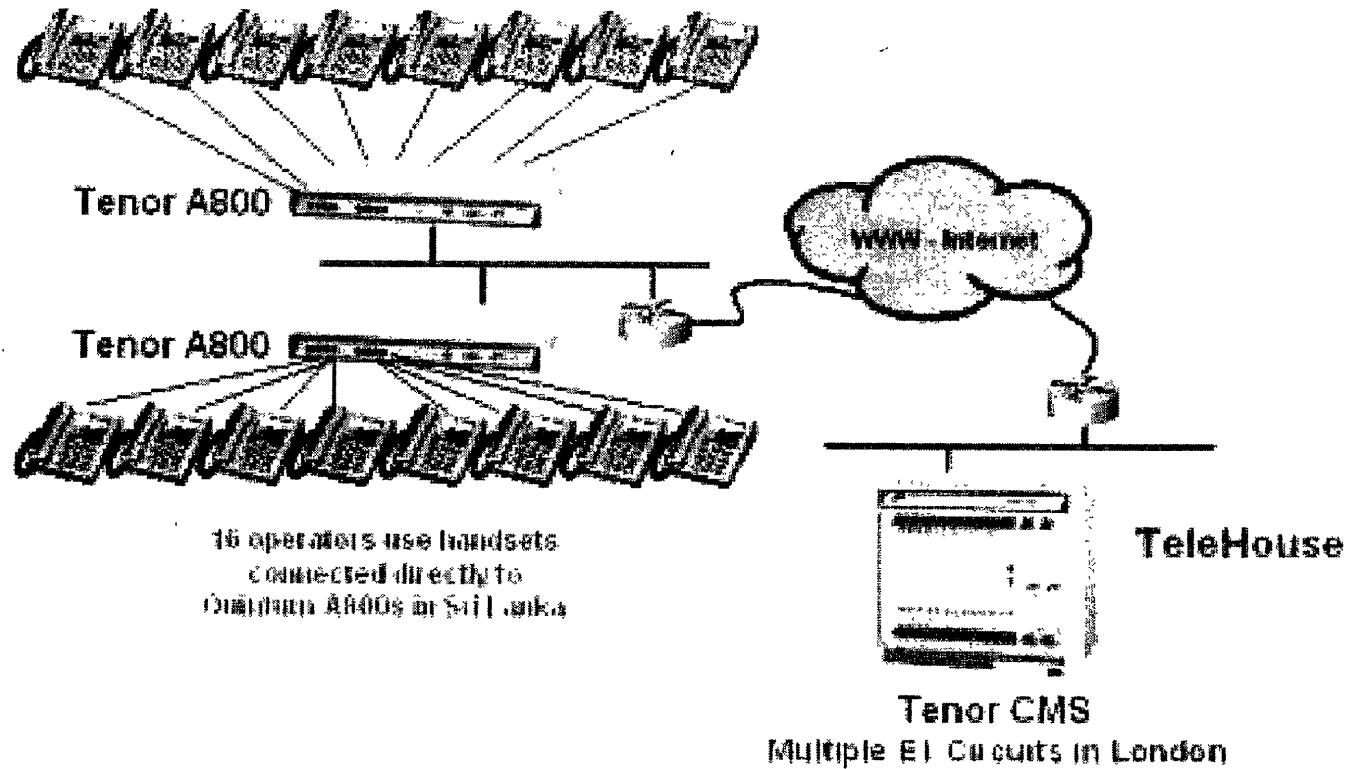 Tenor A800
WWW - Internet
Tenor A800
16 operators use handsets
connected directly to
Quintum A800s in Sri Lanka
TeleHouse
Tenor CMS
Multiple E1 Circuits in London